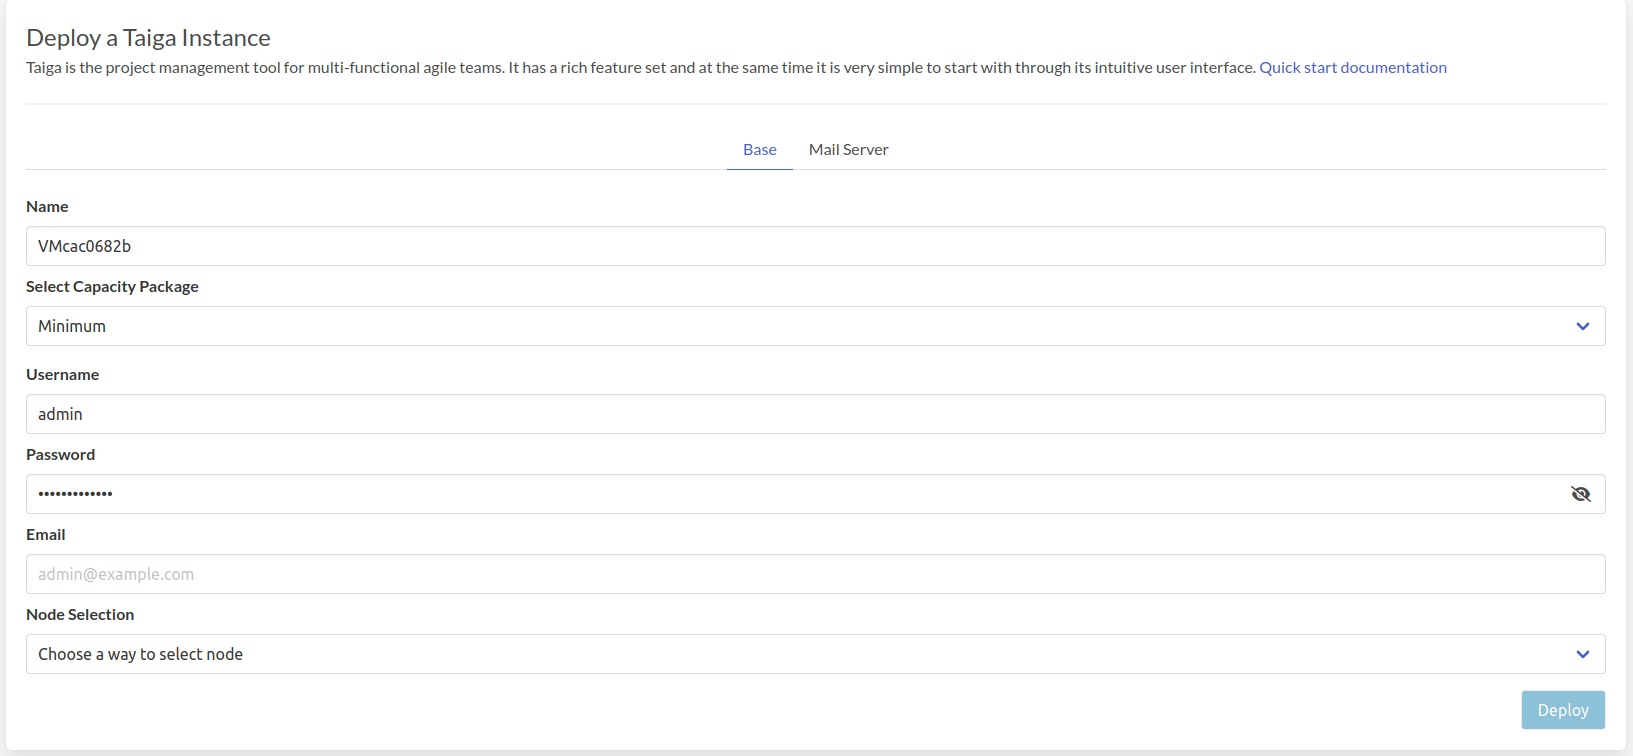 Deploy a Taiga Instance
Taiga is the project management tool for multi-functional agile teams. It has a rich feature set and at the same time it is very simple to start with through its intuitive user interface. Quick start documentation
Base Mail Server
Name
VMcac0682b
Select Capacity Package
Minimum
Username
admin
Password
•••••••••••••
Email
admin@example.com
Node Selection
Choose a way to select node
Deploy